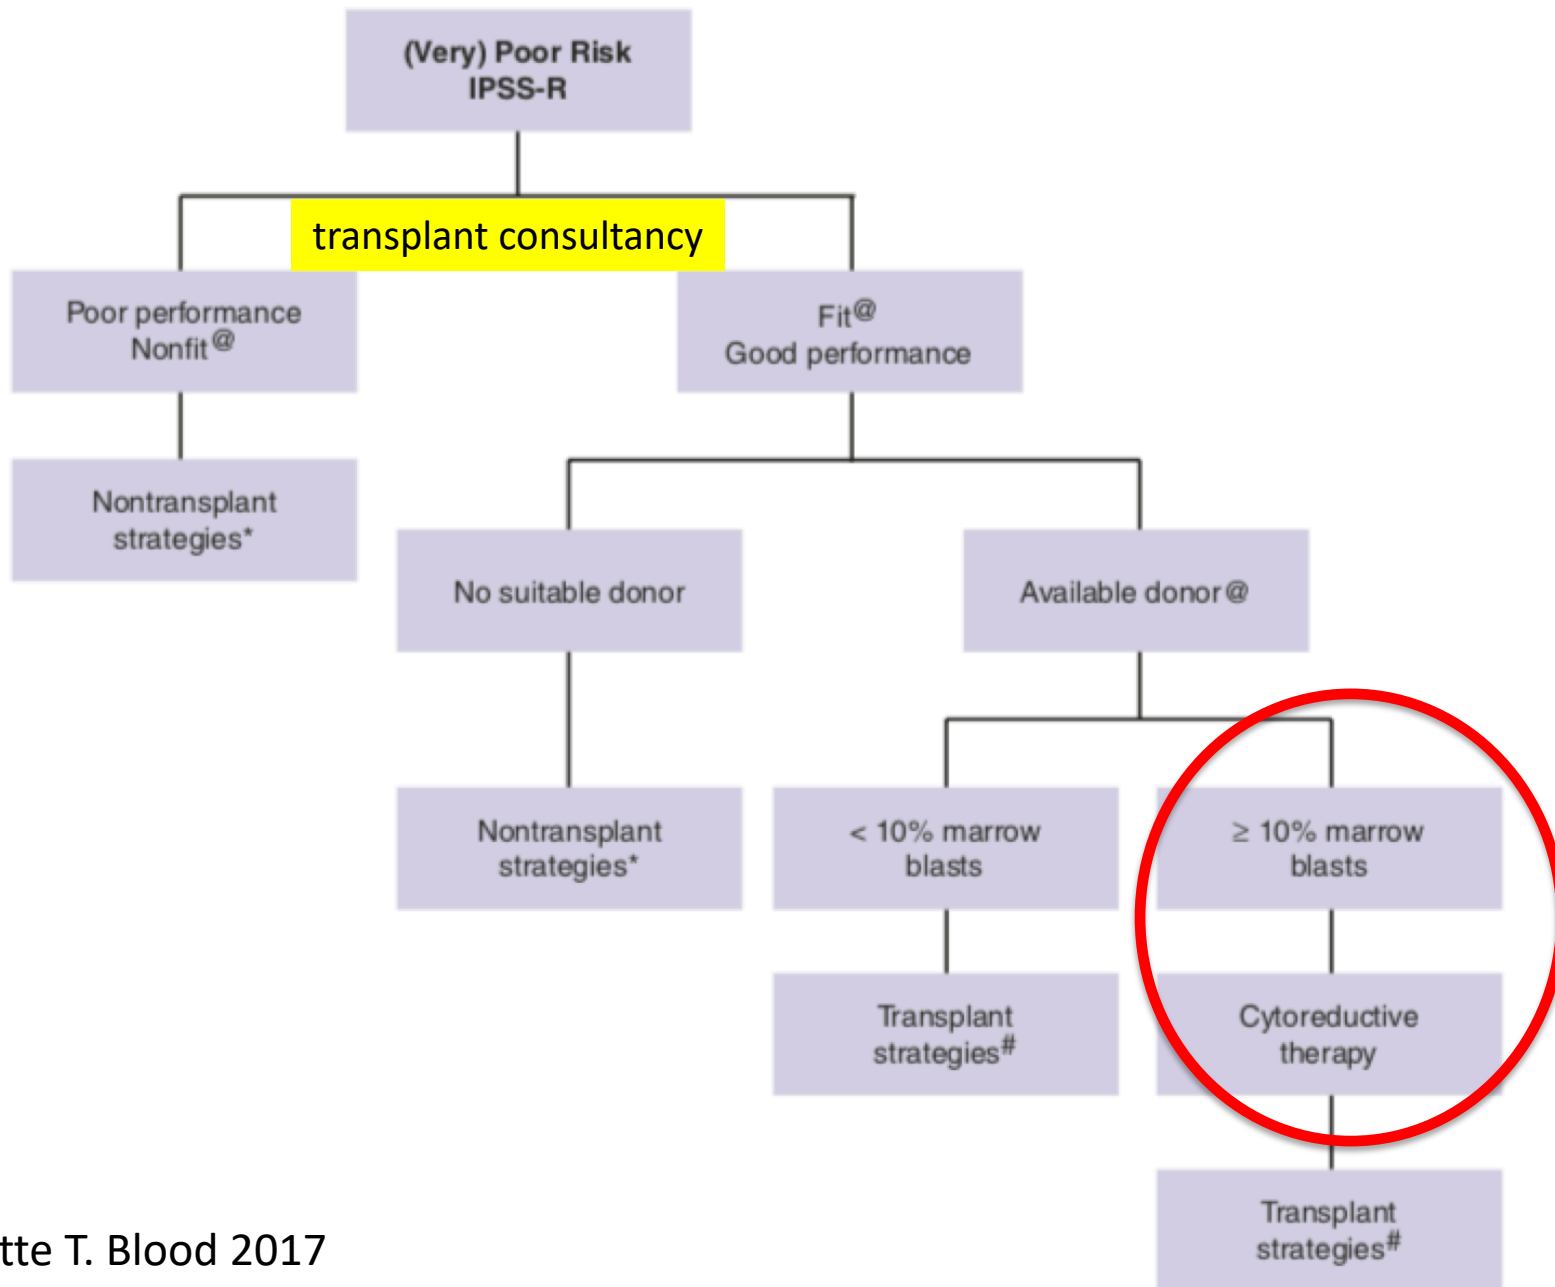 (Very) Poor Risk
IPSS-R
transplant consultancy
Poor performance
Nonfit@
Fit@
Good performance
Nontransplant
strategies*
No suitable donor
Available donor@
Nontransplant
strategies*
< 10% marrow
blasts
≥ 10% marrow
blasts
Transplant
strategies#
Cytoreductive
therapy
Transplant
strategies#
T. Blood 2017